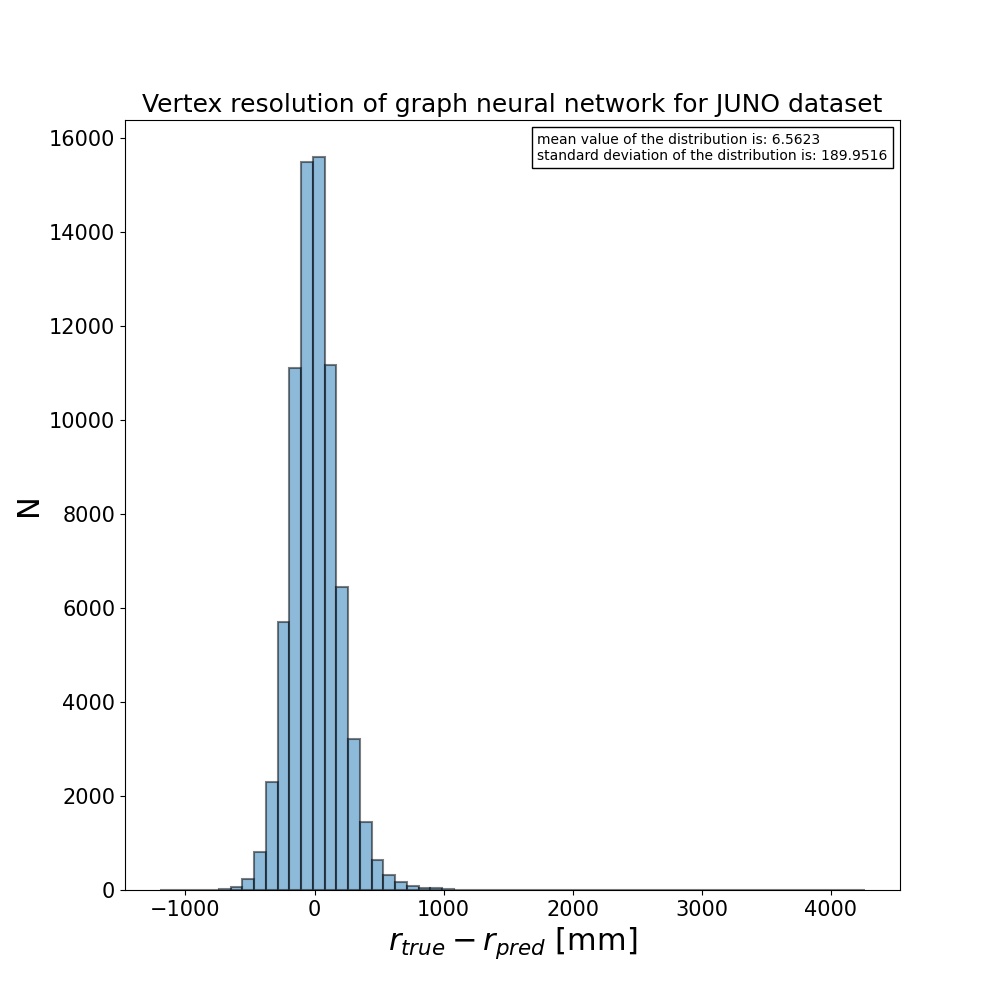 Vertex resolution of graph neural network for JUNO dataset
mean value of the distribution is: 6.5623
standard deviation of the distribution is: 189.9516
16000
14000
12000
10000
8000
6000
4000
2000
0
N
−1000 0 1000 2000 3000 4000
r_true − r_pred [mm]